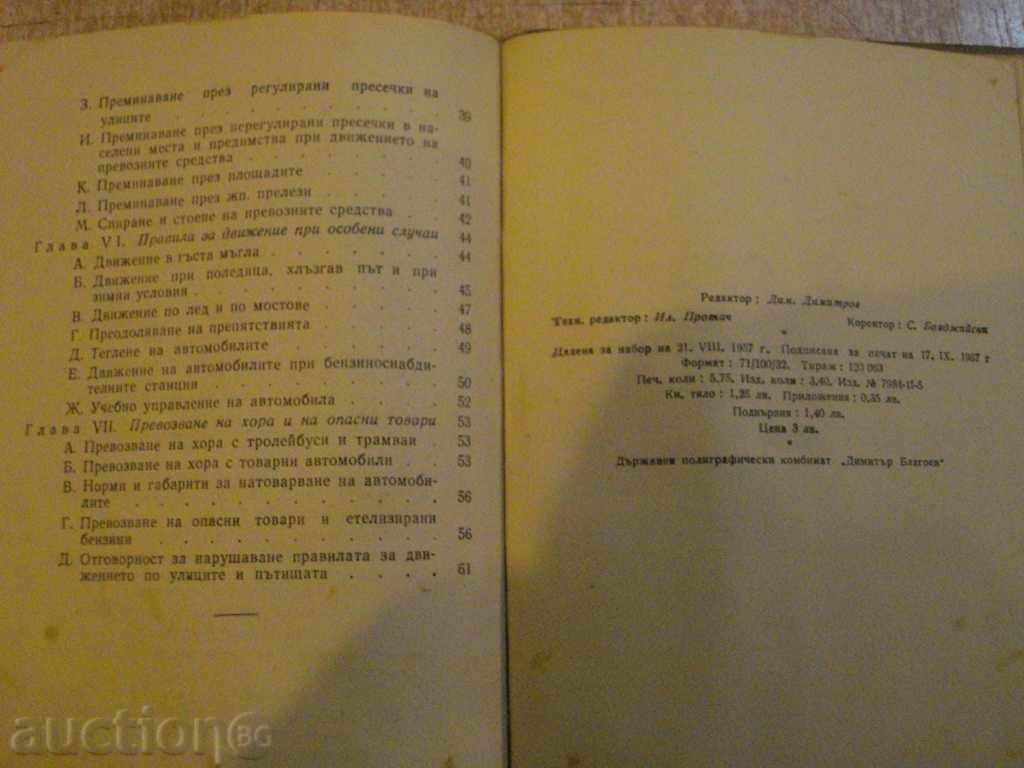 З. Преминаване през регулирани пресечки на
улиците . . . . . . . . . . 39
И. Преминаване през нерегулирани пресечки в на-
селени места и предимства при движението на
превозните средства . . . . . . . 40
К. Преминаване през площадите . . . . . 41
Л. Преминаване през жп. прелези . . . . 41
М. Спиране и стоене на превозните средства . . . 42
Глава VI. Правила за движение при особени случаи 44
А. Движение в гъста мъгла . . . . . . 44
Б. Движение при поледица, хлъзгав път и при
зимни условия . . . . . . . . . 45
В. Движение по лед и по мостове . . . . . 47
Г. Преодоляване на препятствията . . . . . 48
Д. Теглене на автомобилите . . . . . . 49
Е. Движение на автомобилите при бензиноснабди-
телните станции . . . . . . . . 50
Ж. Учебно управление на автомобила . . . . 52
Глава VII. Превозване на хора и на опасни товари 53
А. Превозване на хора с тролейбуси и трамваи . 53
Б. Превозване на хора с товарни автомобили . . 53
В. Норми и габарити за натоварване на автомоби-
лите . . . . . . . . . . . 56
Г. Превозване на опасни товари и етелизирани
бензини . . . . . . . . . . 56
Д. Отговорност за нарушаване правилата за дви-
жението по улиците и пътищата . . . . 61
Редактор: Дим. Димитров
Техн. редактор: Ил. Коректор: С. Бояджийски
*
Дадена за набор на 21. VIII. 1957 г. Подписана за печат на 17. IX. 1957 г
Формат: 71/100/32. Тираж: 120 063
Печ. коли: 5,75. Изд. коли: 3,40. Изд. №
Кн. тяло: 1,25 лв. Приложения: 0,35 лв.
Подвързия: 1,40 лв.
Цена 3 лв.
*
Държавен полиграфически комбинат „Димитър Благоев“
auction BG